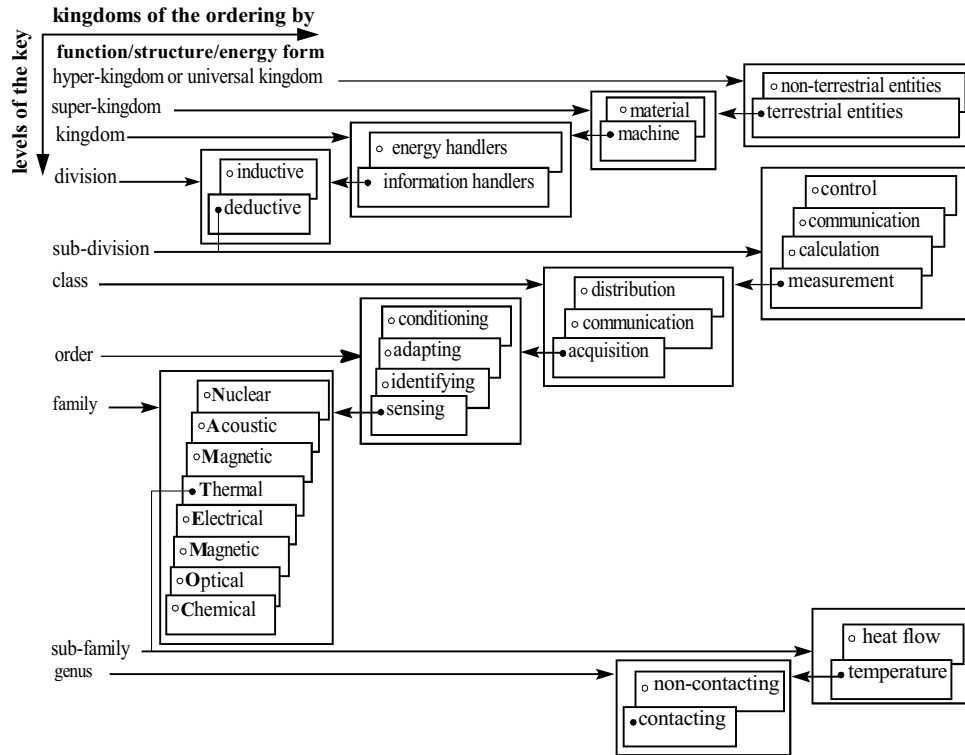 kingdoms of the ordering by
function/structure/energy form
levels of the key
hyper-kingdom or universal kingdom
non-terrestrial entities
terrestrial entities
super-kingdom
material
machine
kingdom
energy handlers
information handlers
division
inductive
deductive
control
communication
calculation
measurement
sub-division
class
distribution
communication
acquisition
conditioning
adapting
identifying
sensing
order
family
Nuclear
Acoustic
Magnetic
Thermal
Electrical
Magnetic
Optical
Chemical
sub-family
heat flow
temperature
genus
non-contacting
contacting